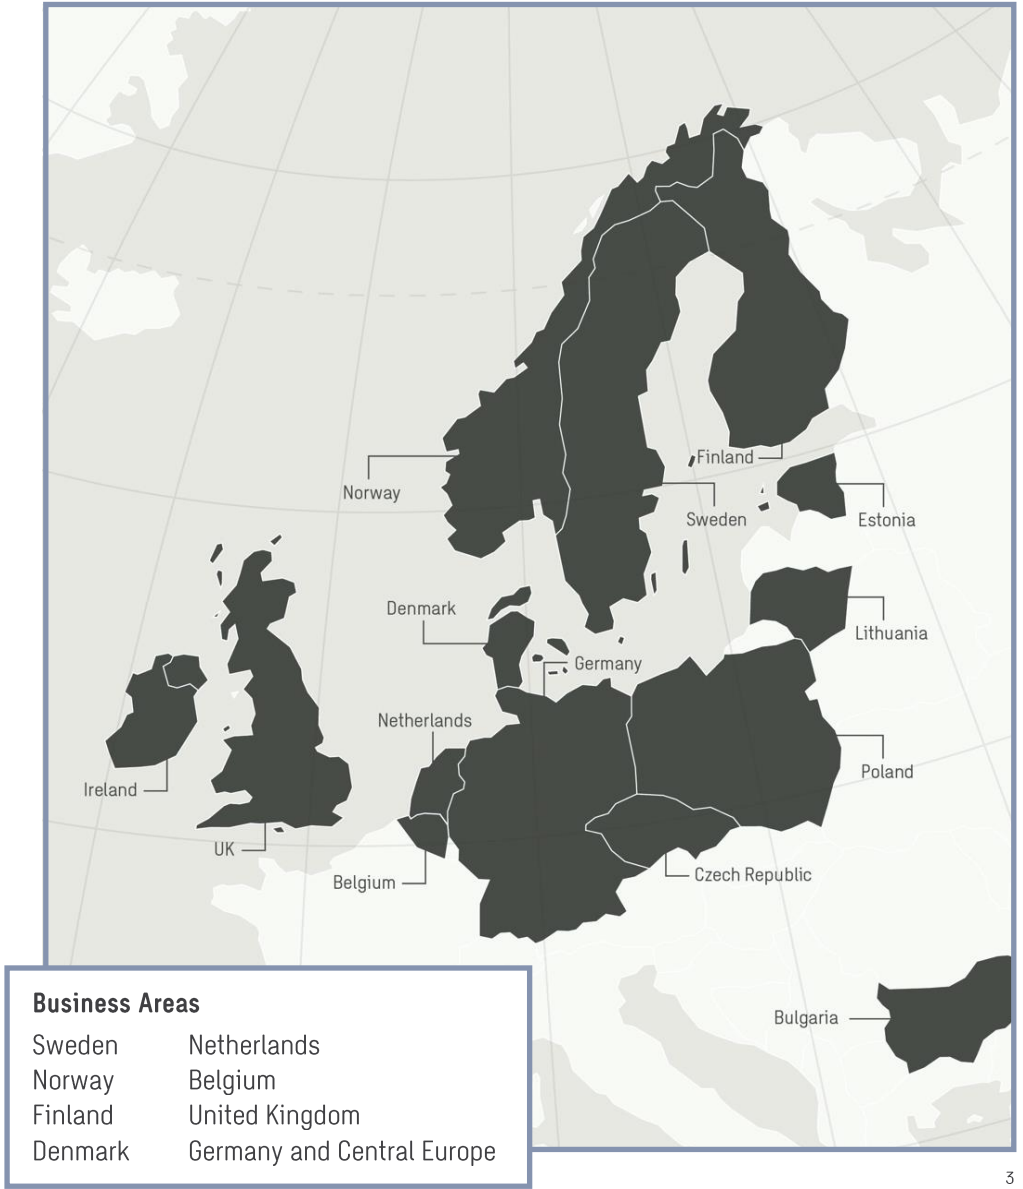 Finland
Norway
Sweden
Estonia
Denmark
Lithuania
Germany
Netherlands
Poland
Ireland
UK
Belgium
Czech Republic
Bulgaria
Business Areas
Sweden Netherlands
Norway Belgium
Finland United Kingdom
Denmark Germany and Central Europe
3